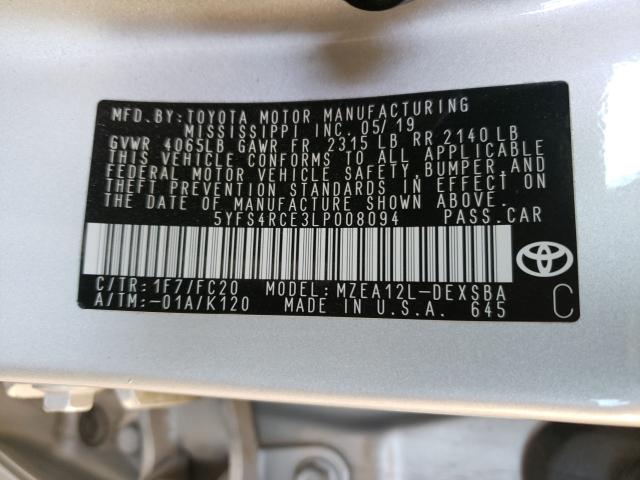 MFD. BY: TOYOTA MOTOR MANUFACTURING
MISSISSIPPI INC. 05/19
GVWR 4065LB GAWR FR 2315 LB RR 2140 LB
THIS VEHICLE CONFORMS TO ALL APPLICABLE
FEDERAL MOTOR VEHICLE SAFETY, BUMPER, AND
THEFT PREVENTION STANDARDS IN EFFECT ON
THE DATE OF MANUFACTURE SHOWN ABOVE.
5YFS4RCE3LP008094 PASS. CAR
C/TR: 1F7/FC20 MODEL: MZEA12L-DEXSBA
A/TM: -01A/K120 MADE IN U.S.A. 645
C